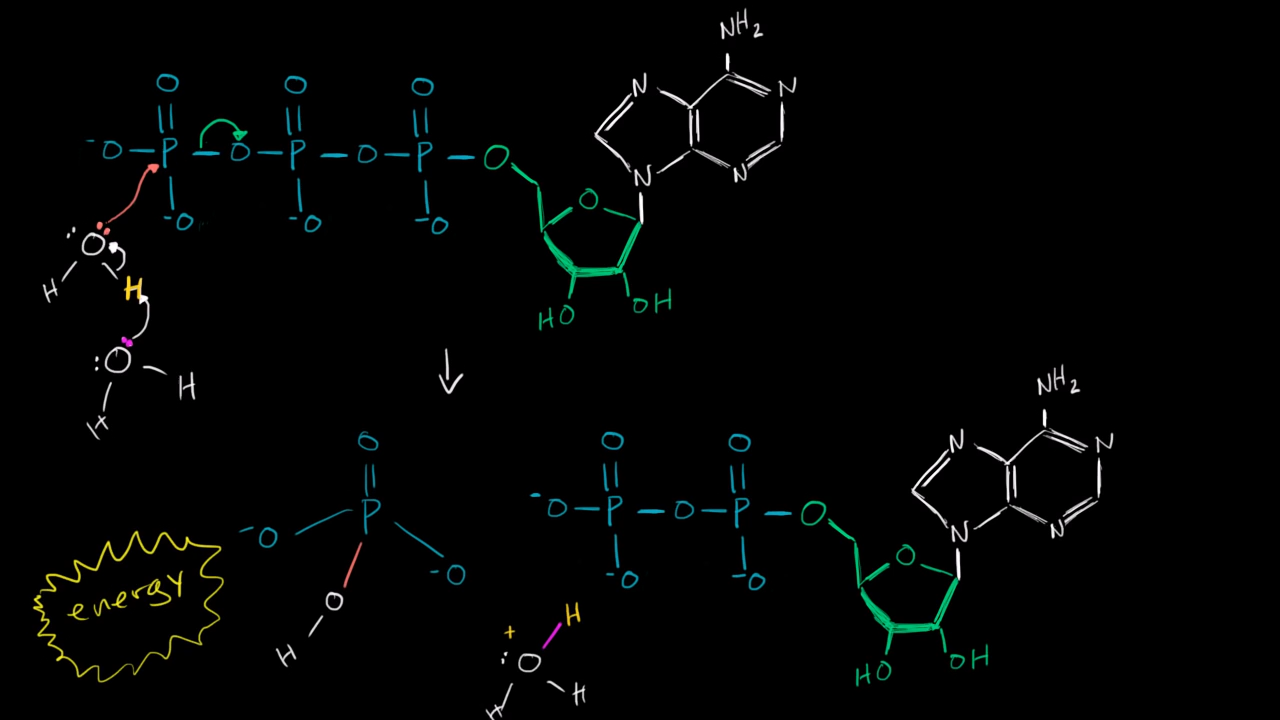 NH₂
O O O N N
⁻O P O P O P O N N
⁻O ⁻O ⁻O O
O
H H HO OH
O
H
H
NH₂
O O O N N
P ⁻O P O P O N N
⁻O ⁻O ⁻O ⁻O O
energy
O + H
H O HO OH
H H